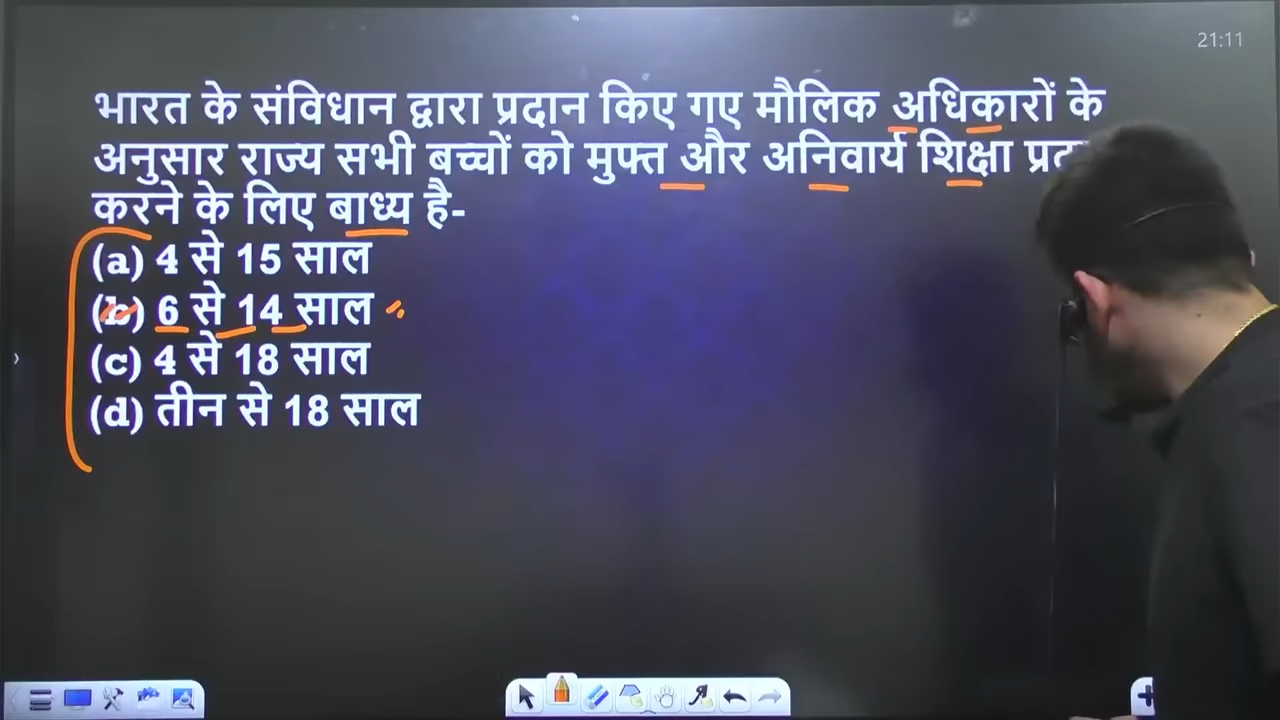 21:11
भारत के संविधान द्वारा प्रदान किए गए मौलिक अधिकारों के
अनुसार राज्य सभी बच्चों को मुफ्त और अनिवार्य शिक्षा
करने के लिए बाध्य है-
(a) 4 से 15 साल
(b) 6 से 14 साल
(c) 4 से 18 साल
(d) तीन से 18 साल